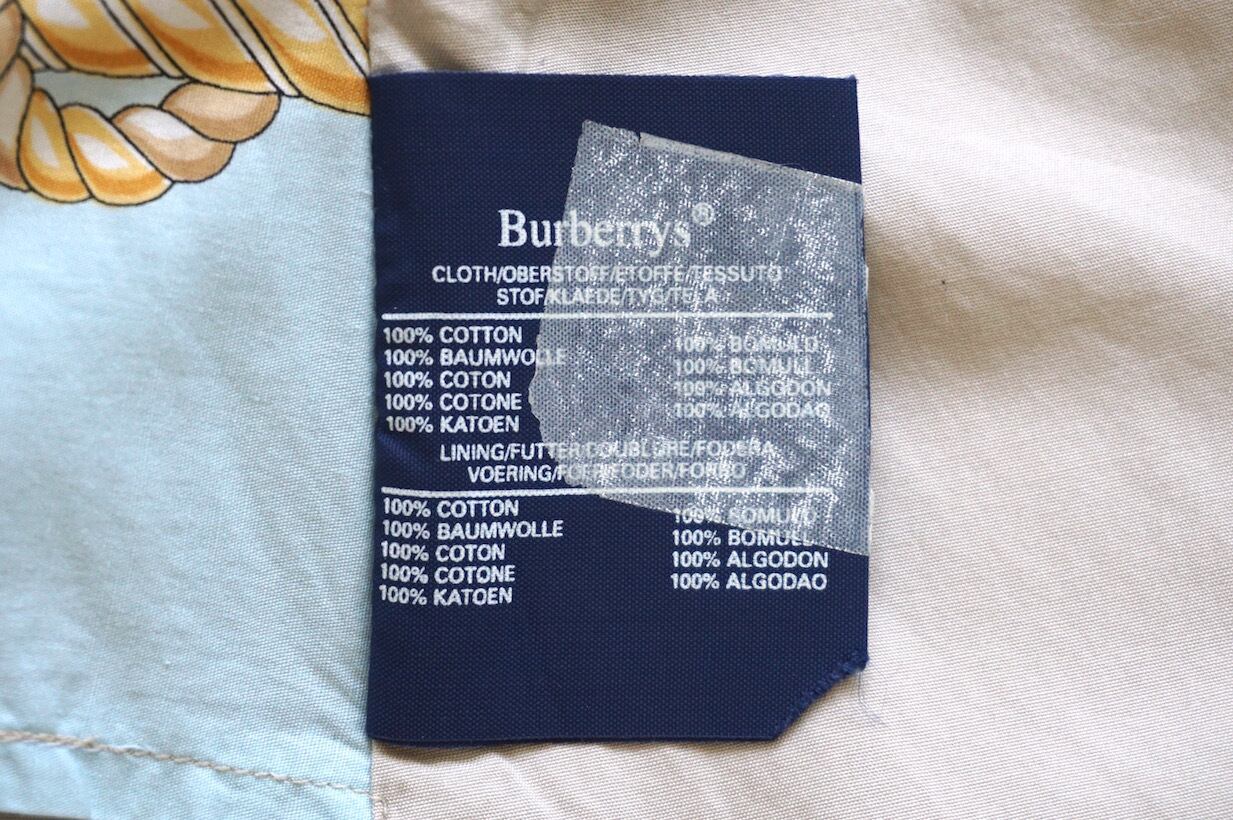 Burberrys®
CLOTH/OBERSTOFF/ETOFFE/TESSUTO
STOF/KLAEDE/TYG/TELA
100% COTTON
100% BAUMWOLLE
100% COTON
100% COTONE
100% KATOEN
100% BOMULD
100% BOMULL
100% ALGODON
100% ALGODAO
LINING/FUTTER/DOUBLURE/FODERA
VOERING/FOER/FODER/FORRO
100% COTTON
100% BAUMWOLLE
100% COTON
100% COTONE
100% KATOEN
100% BOMULD
100% BOMULL
100% ALGODON
100% ALGODAO